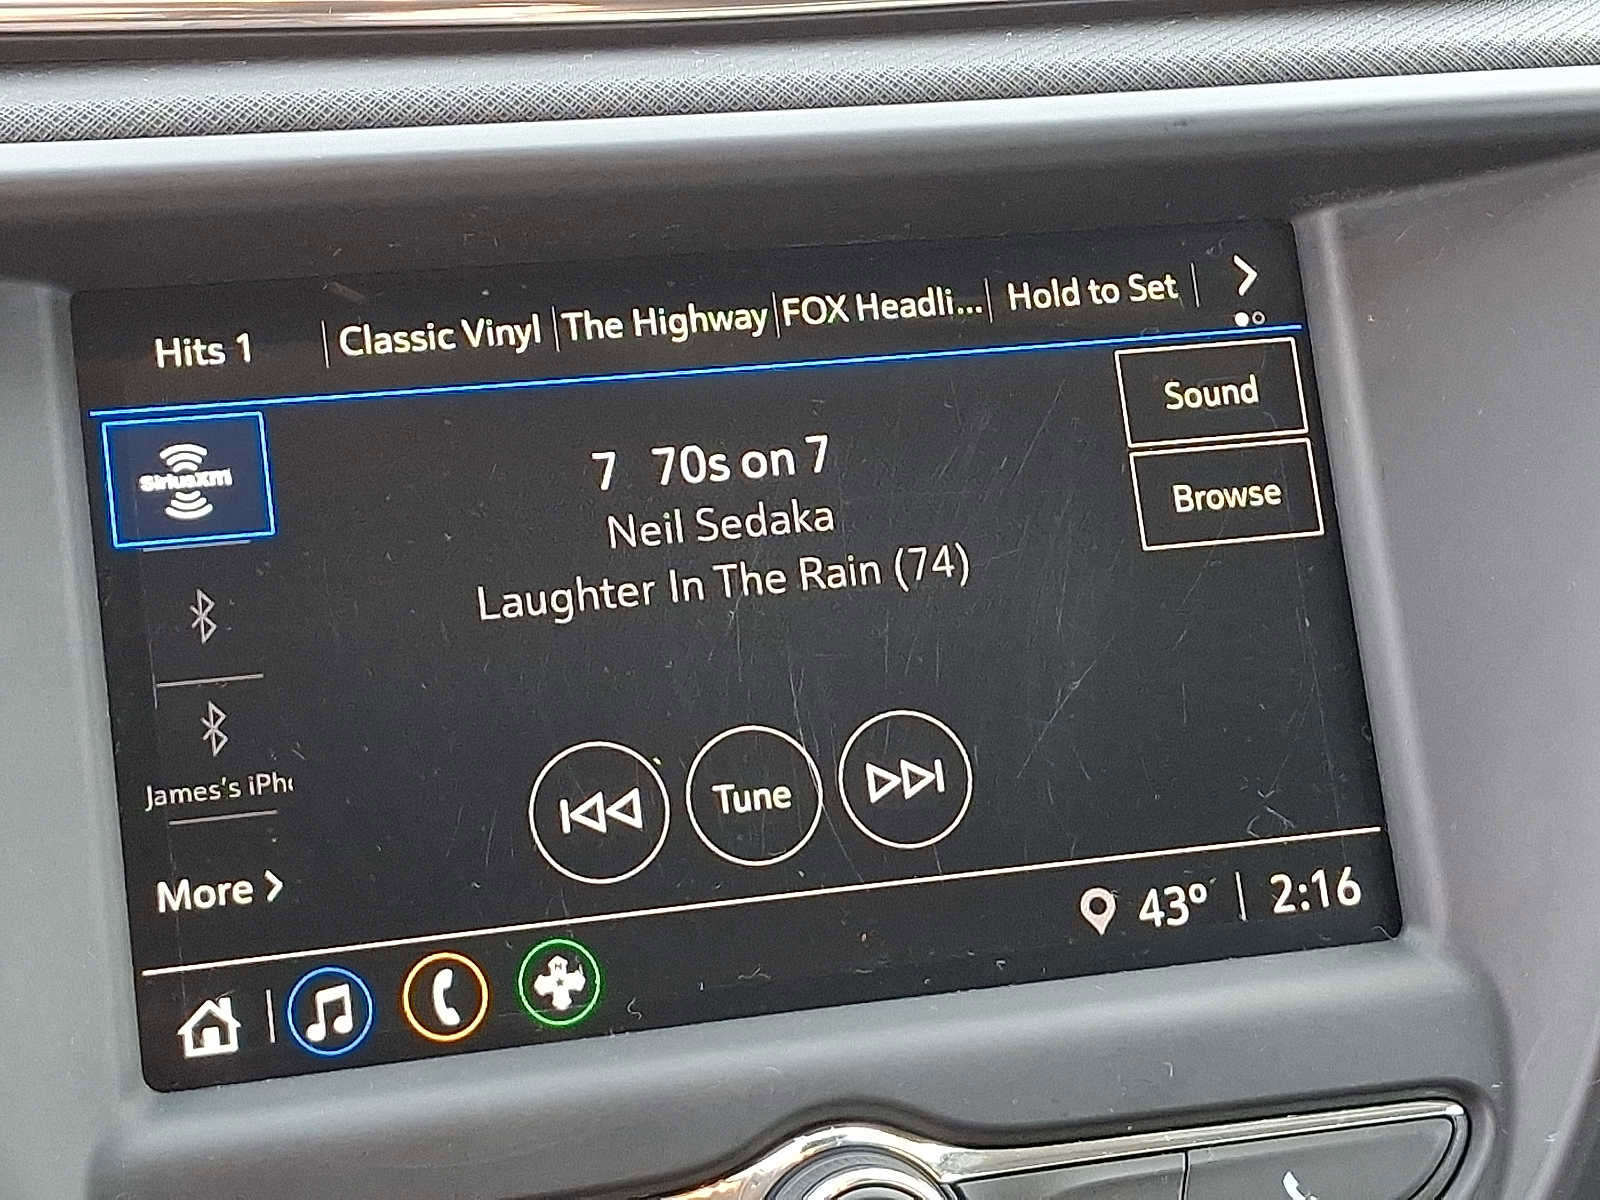 Hits 1
Classic Vinyl
The Highway
FOX Headli...
Hold to Set
SiriusXM
7 70s on 7
Neil Sedaka
Laughter In The Rain (74)
Sound
Browse
James's iPh
Tune
More
43° 2:16